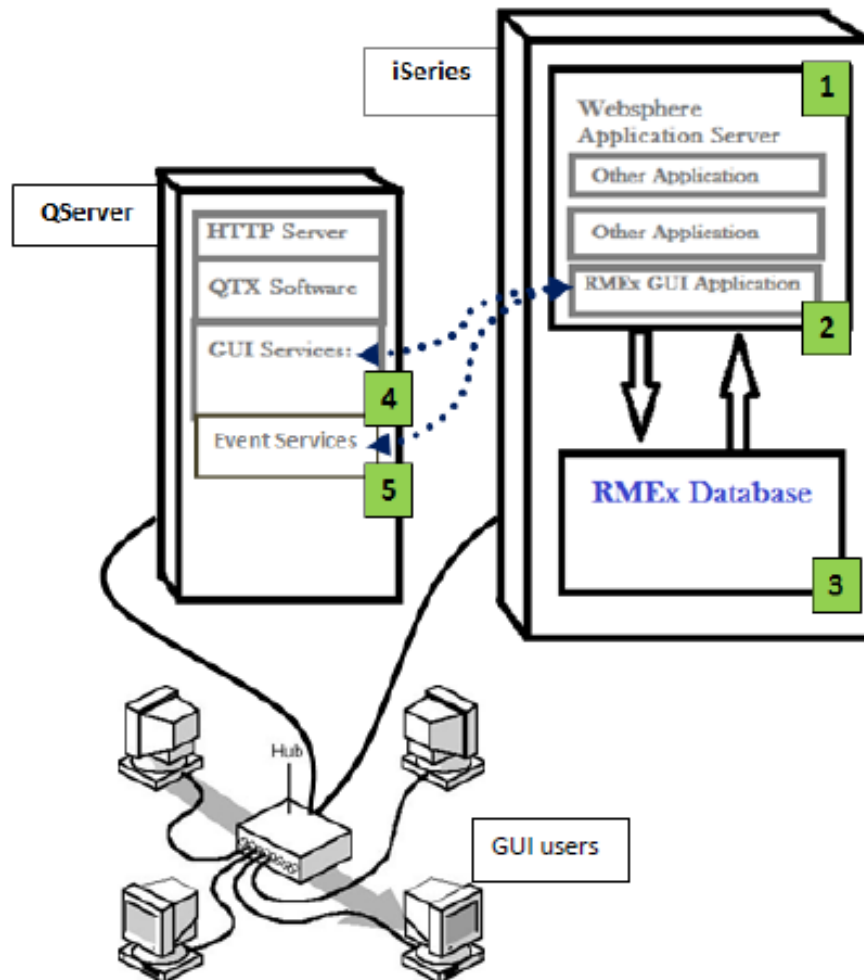 iSeries
1
Websphere
Application Server
Other Application
Other Application
RMEx GUI Application
2
RMEx Database
3
QServer
HTTP Server
QTX Software
GUI Services:
4
Event Services
5
Hub
GUI users